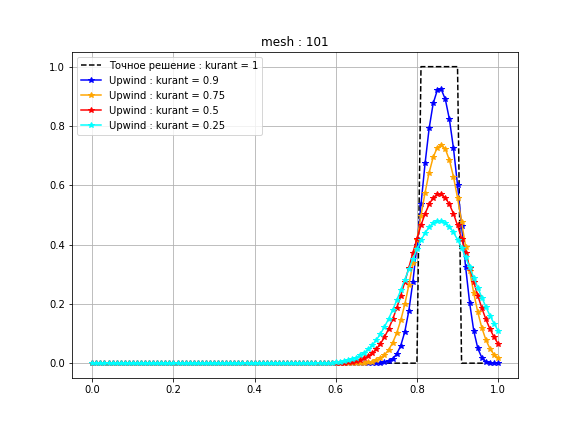 mesh : 101
Точное решение : kurant = 1
Upwind : kurant = 0.9
Upwind : kurant = 0.75
Upwind : kurant = 0.5
Upwind : kurant = 0.25
1.0
0.8
0.6
0.4
0.2
0.0
0.0 0.2 0.4 0.6 0.8 1.0